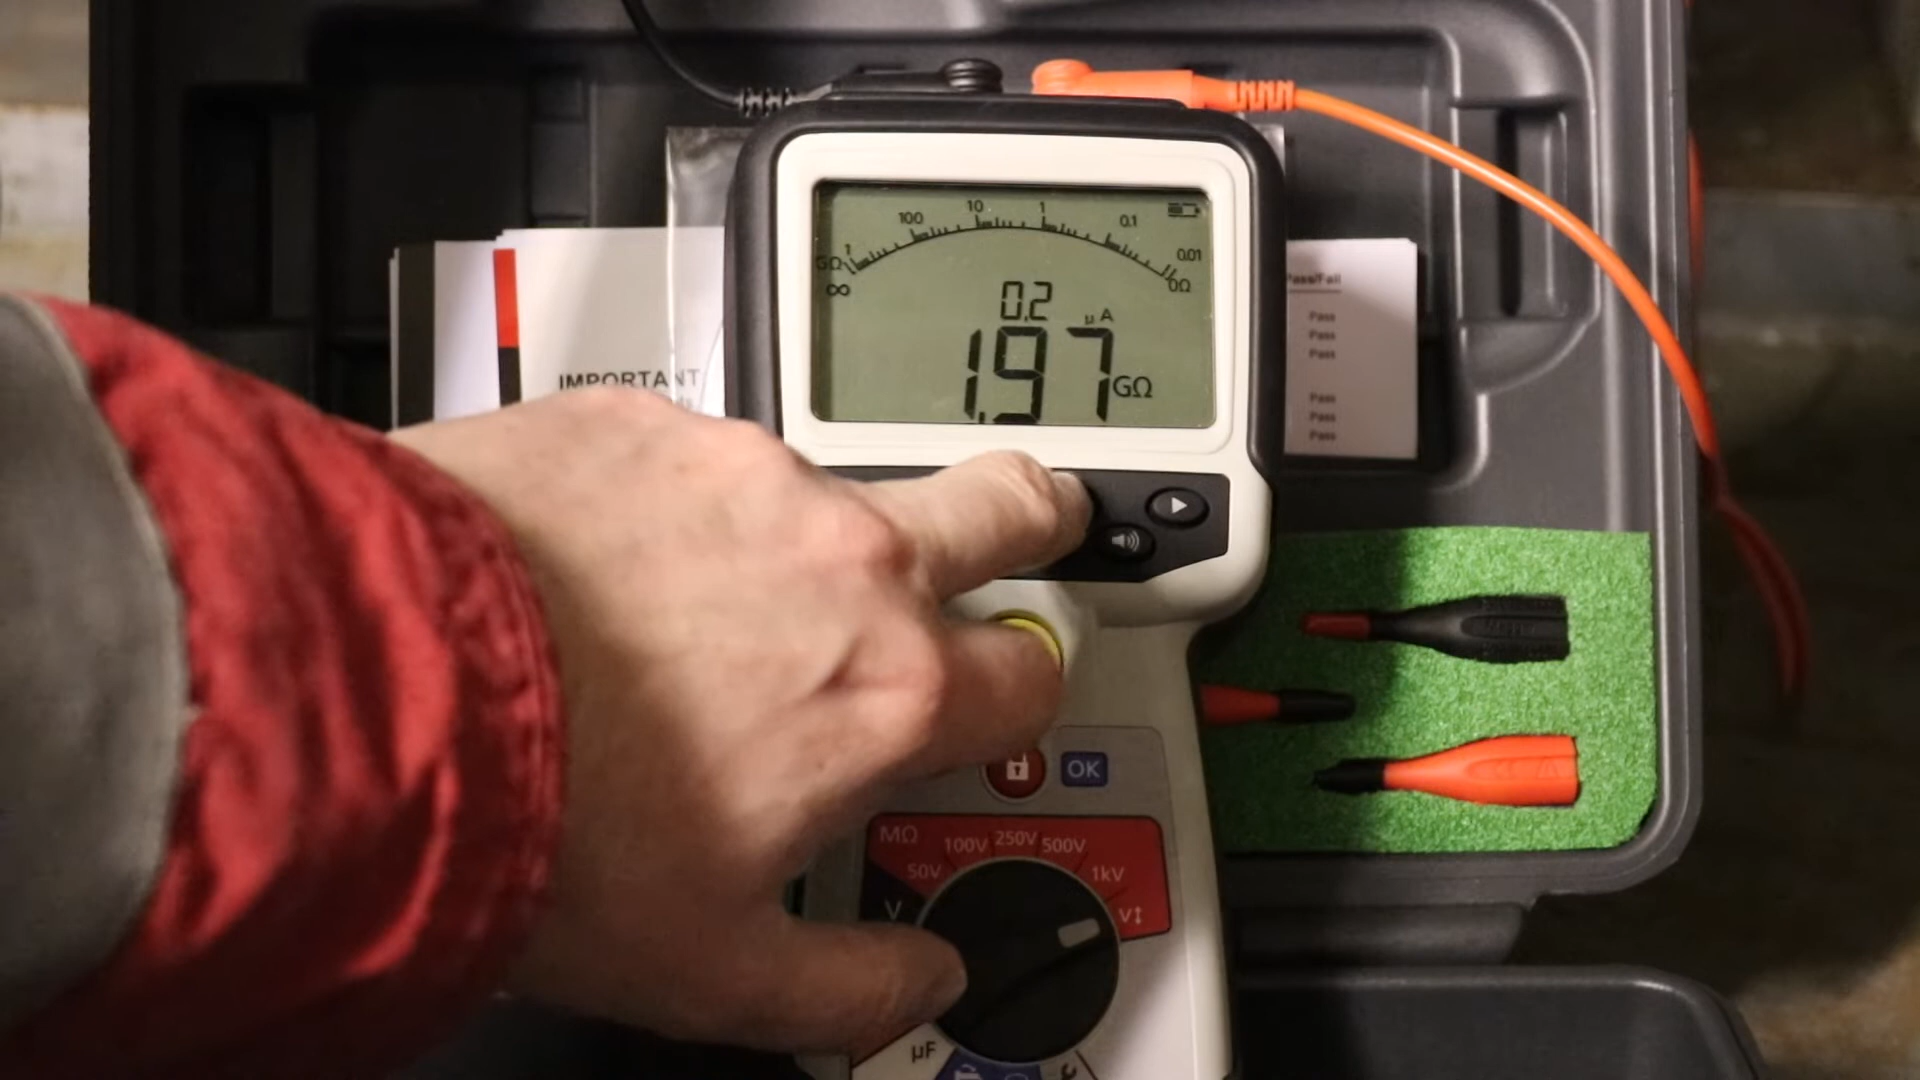 10
1
100
0.1
1
0.01
GΩ
0Ω
∞
0.2
µA
1.97 GΩ
IMPORTANT
Pass/Fail
Pass
Pass
Pass
Pass
Pass
Pass
OK
MΩ
100V
250V
500V
50V
1kV
V
V↕
µF